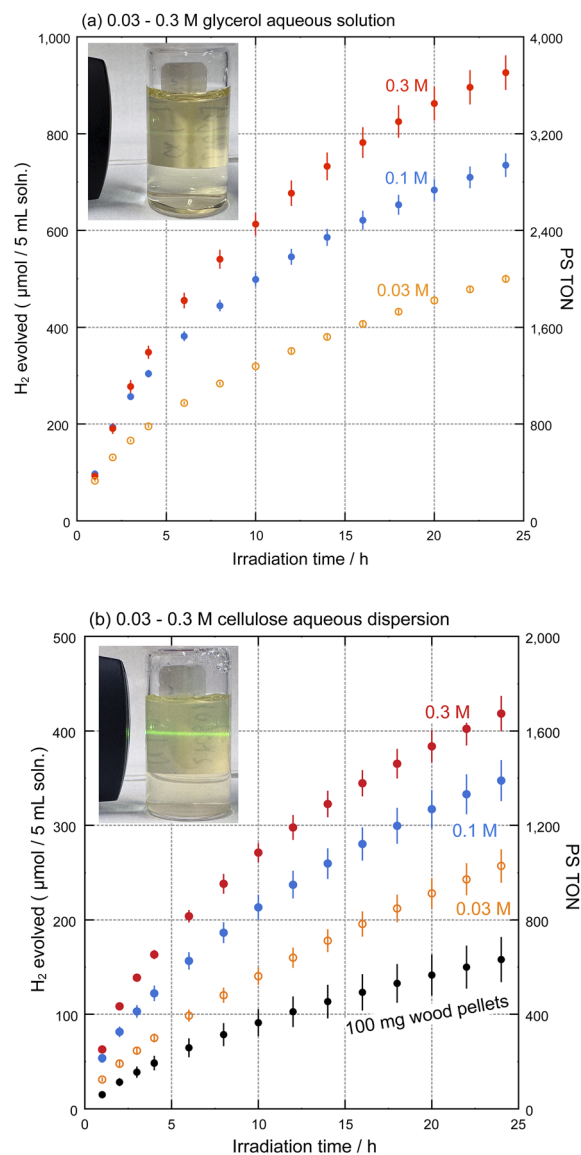 (a) 0.03 - 0.3 M glycerol aqueous solution
1,000
800
600
400
200
0
4,000
3,200
2,400
1,600
800
0
H₂ evolved ( μmol / 5 mL soln.)
PS TON
0.3 M
0.1 M
0.03 M
0
5
10
15
20
25
Irradiation time / h
(b) 0.03 - 0.3 M cellulose aqueous dispersion
500
400
300
200
100
0
2,000
1,600
1,200
800
400
0
H₂ evolved ( μmol / 5 mL soln.)
PS TON
0.3 M
0.1 M
0.03 M
100 mg wood pellets
0
5
10
15
20
25
Irradiation time / h